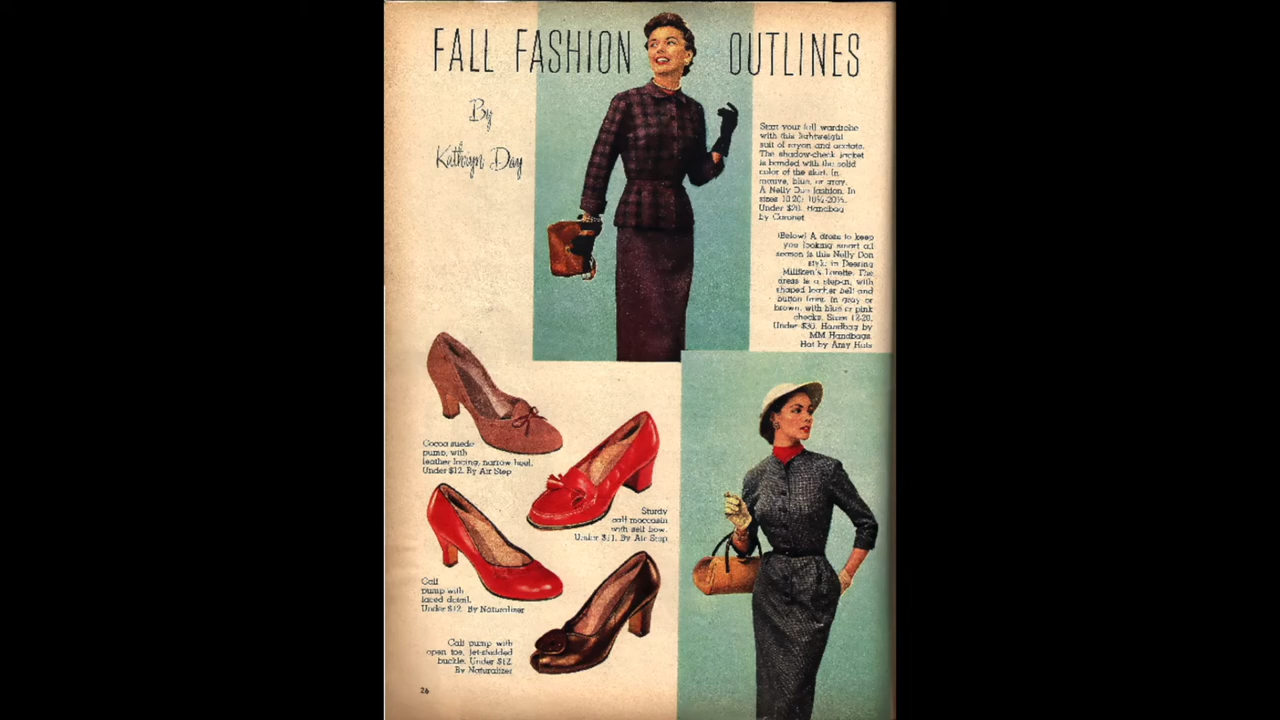 FALL FASHION OUTLINES
By
Kathryn Day
Start your fall wardrobe
with this lightweight
suit of rayon and acetate.
The shadow-check jacket
is banded with the solid
color of the skirt. In
mauve, blue, or gray.
A Nelly Don fashion. In
sizes 10-20; 10½-20½.
Under $20. Handbag
by Coronet
(Below) A dress to keep
you looking smart all
season is this Nelly Don
style in Deering
Milliken's Lorette. The
dress is a step-in, with
shaped leather belt and
button front. In gray or
brown, with blue or pink
checks. Sizes 12-20.
Under $30. Handbag by
MM Handbags.
Hat by Amy Hats
Cocoa suede
pump, with
leather lacing, narrow heel.
Under $12. By Air Step
Sturdy
calf moccasin
with self bow.
Under $11. By Air Step
Calf
pump with
laced detail.
Under $12. By Naturalizer
Calf pump with
open toe, jet-studded
buckle. Under $12.
By Naturalizer
26